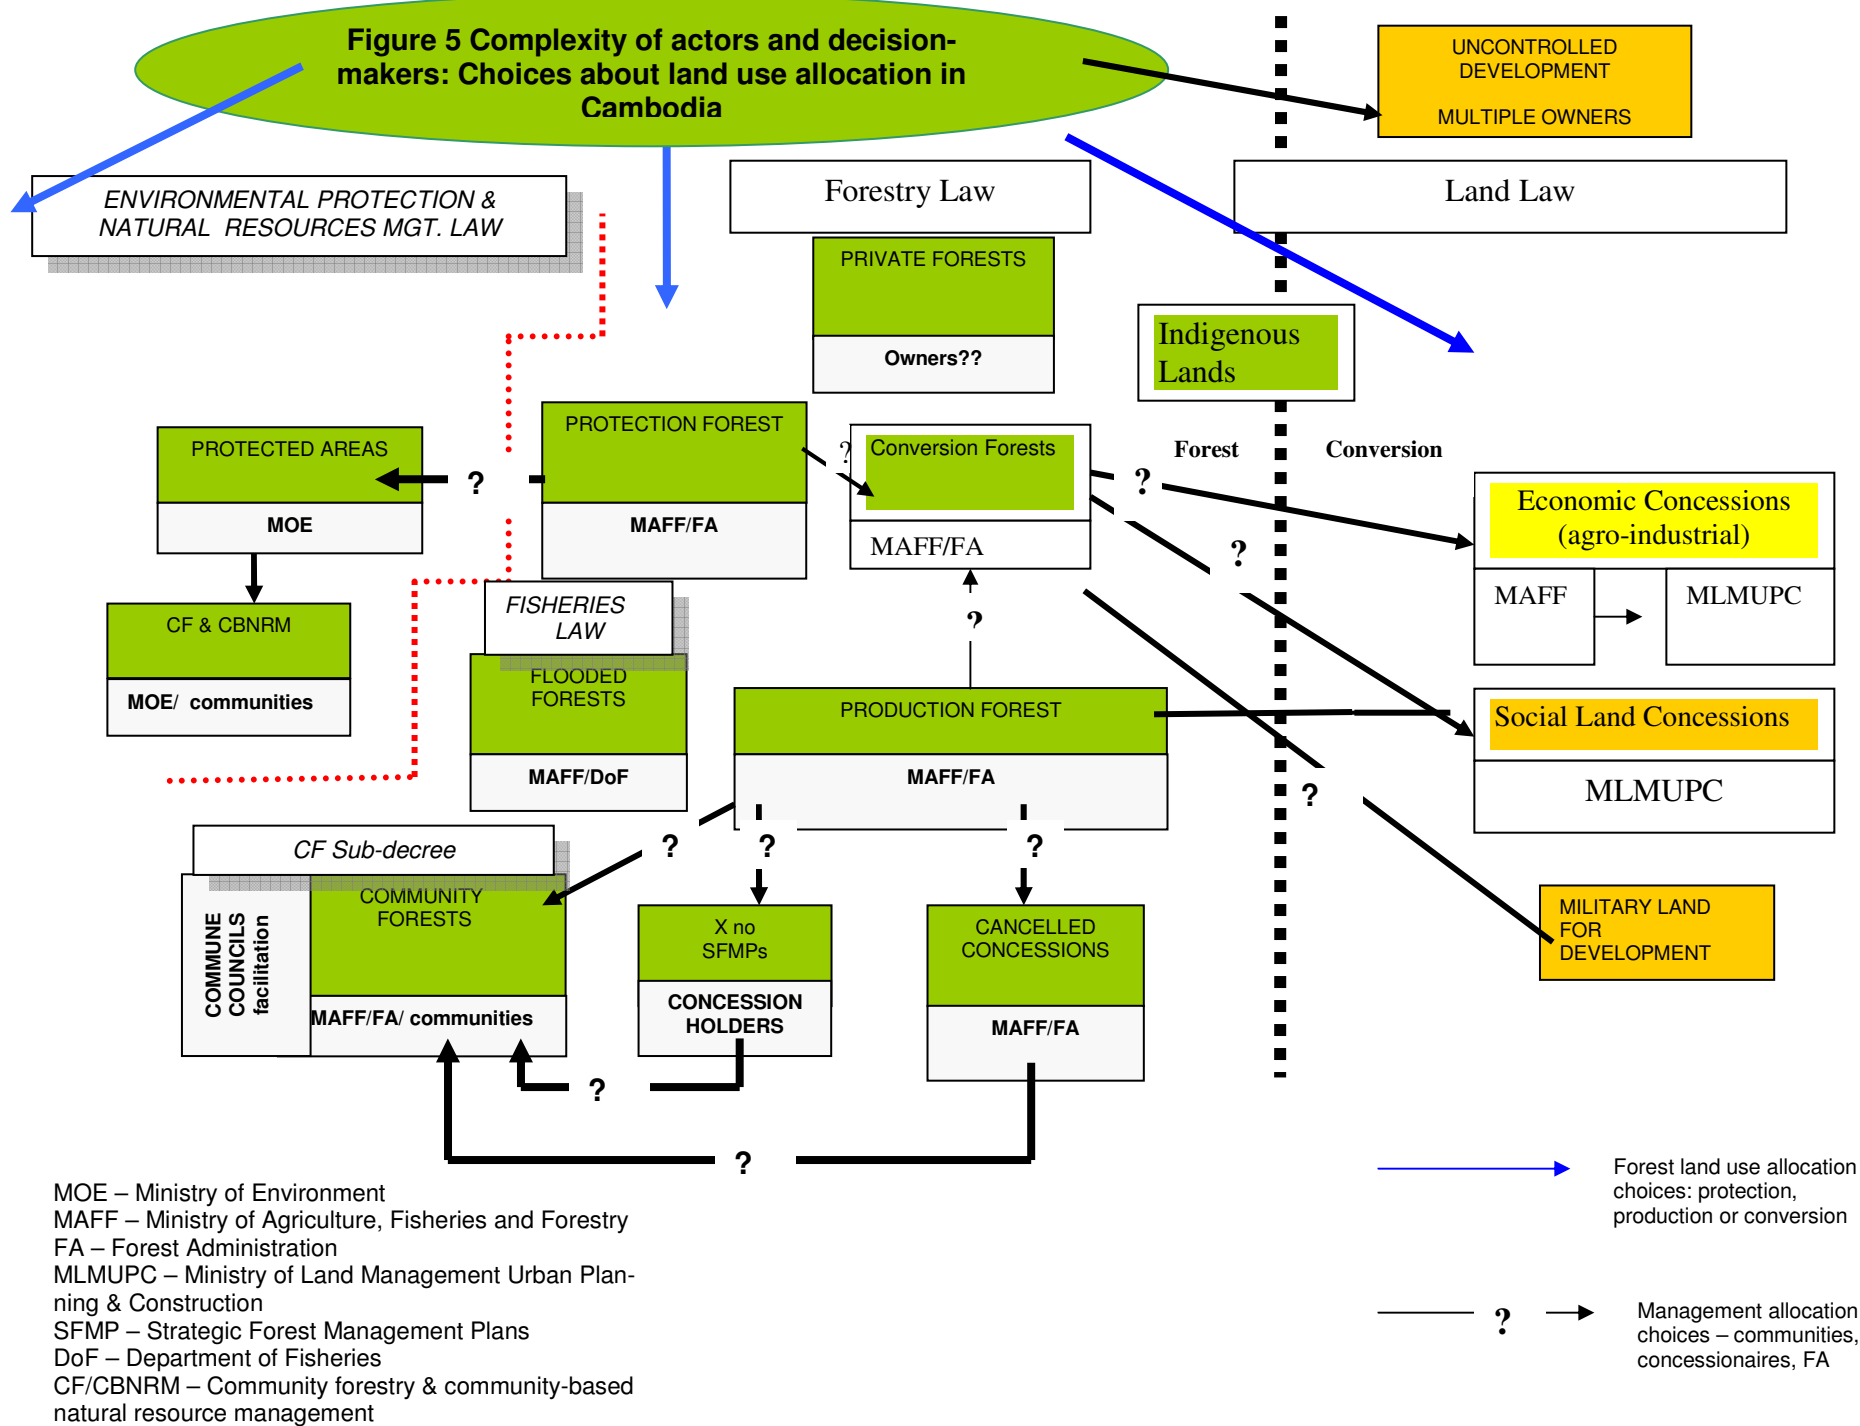 Figure 5 Complexity of actors and decision-
makers: Choices about land use allocation in
Cambodia
UNCONTROLLED
DEVELOPMENT
MULTIPLE OWNERS
ENVIRONMENTAL PROTECTION &
NATURAL RESOURCES MGT. LAW
Forestry Law
Land Law
PRIVATE FORESTS
Owners??
Indigenous
Lands
PROTECTED AREAS
MOE
?
PROTECTION FOREST
MAFF/FA
?
Conversion Forests
MAFF/FA
Forest
Conversion
?
?
Economic Concessions
(agro-industrial)
MAFF
MLMUPC
CF & CBNRM
MOE/ communities
FISHERIES
LAW
FLOODED
FORESTS
MAFF/DoF
?
PRODUCTION FOREST
MAFF/FA
Social Land Concessions
MLMUPC
?
?
?
?
CF Sub-decree
COMMUNE
COUNCILS
facilitation
COMMUNITY
FORESTS
MAFF/FA/ communities
X no
SFMPs
CONCESSION
HOLDERS
CANCELLED
CONCESSIONS
MAFF/FA
MILITARY LAND
FOR
DEVELOPMENT
?
?
MOE – Ministry of Environment
MAFF – Ministry of Agriculture, Fisheries and Forestry
FA – Forest Administration
MLMUPC – Ministry of Land Management Urban Plan-
ning & Construction
SFMP – Strategic Forest Management Plans
DoF – Department of Fisheries
CF/CBNRM – Community forestry & community-based
natural resource management
Forest land use allocation
choices: protection,
production or conversion
?
Management allocation
choices – communities,
concessionaires, FA